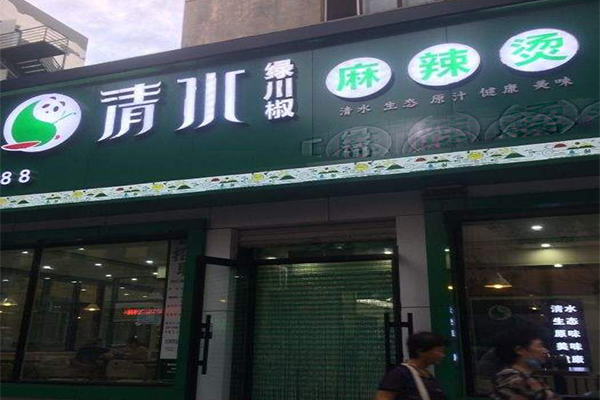 清水
绿川椒
麻辣烫
清水 生态 原汁 健康 美味
88
清水
生态
原味
美味
健康